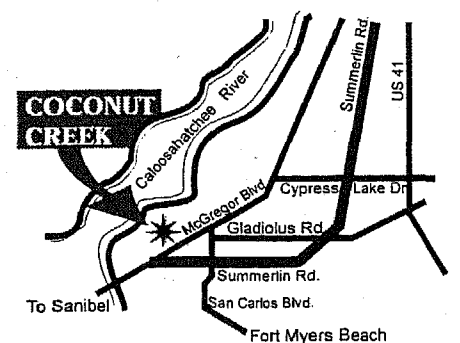 COCONUT
CREEK
Caloosahatchee River
McGregor Blvd.
Cypress Lake Dr.
Summerlin Rd.
US 41
Gladiolus Rd.
Summerlin Rd.
San Carlos Blvd.
To Sanibel
Fort Myers Beach